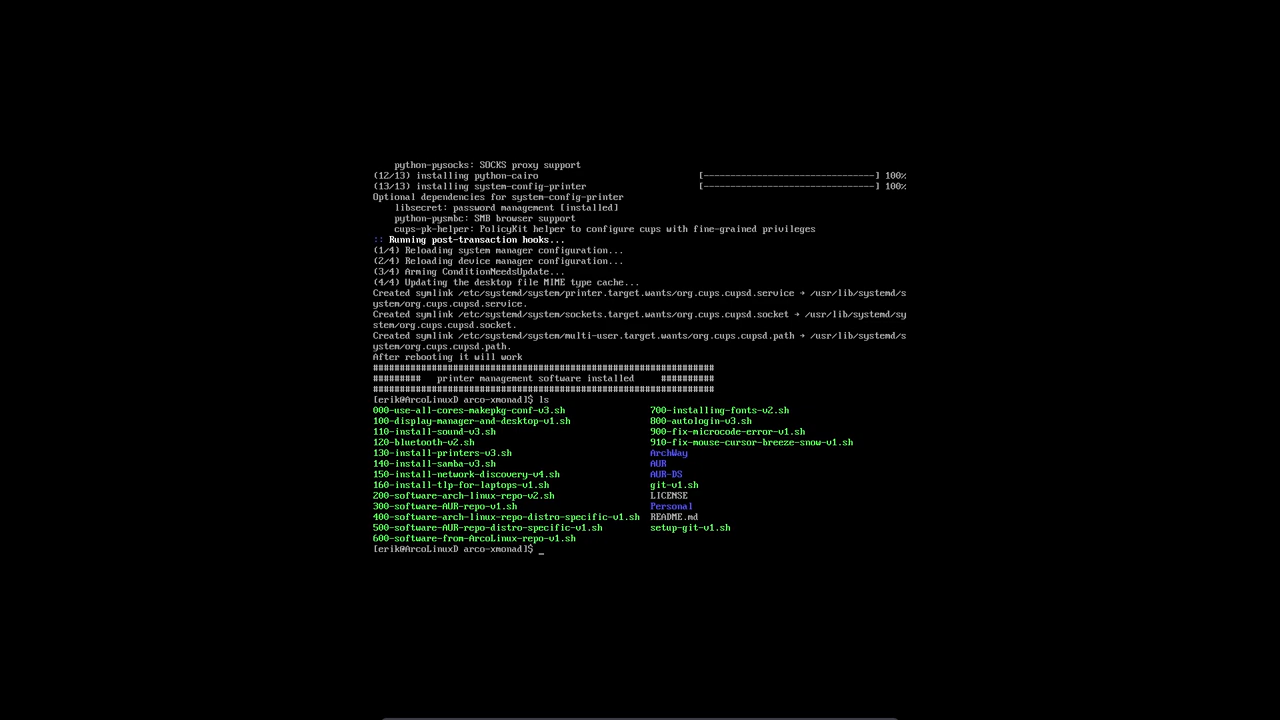 python-pysocks: SOCKS proxy support
(12/13) installing python-cairo                              [--------------------------------] 100%
(13/13) installing system-config-printer                     [--------------------------------] 100%
Optional dependencies for system-config-printer
    libsecret: password management [installed]
    python-pysmbc: SMB browser support
    cups-pk-helper: PolicyKit helper to configure cups with fine-grained privileges
:: Running post-transaction hooks...
(1/4) Reloading system manager configuration...
(2/4) Reloading device manager configuration...
(3/4) Arming ConditionNeedsUpdate...
(4/4) Updating the desktop file MIME type cache...
Created symlink /etc/systemd/system/printer.target.wants/org.cups.cupsd.service → /usr/lib/systemd/s
ystem/org.cups.cupsd.service.
Created symlink /etc/systemd/system/sockets.target.wants/org.cups.cupsd.socket → /usr/lib/systemd/sy
stem/org.cups.cupsd.socket.
Created symlink /etc/systemd/system/multi-user.target.wants/org.cups.cupsd.path → /usr/lib/systemd/s
ystem/org.cups.cupsd.path.
After rebooting it will work
################################################################
#########   printer management software installed     ##########
################################################################
[erik@ArcoLinuxD arco-xmonad]$ ls
000-use-all-cores-makepkg-conf-v3.sh                700-installing-fonts-v2.sh
100-display-manager-and-desktop-v1.sh               800-autologin-v3.sh
110-install-sound-v3.sh                             900-fix-microcode-error-v1.sh
120-bluetooth-v2.sh                                 910-fix-mouse-cursor-breeze-snow-v1.sh
130-install-printers-v3.sh                          ArchWay
140-install-samba-v3.sh                             AUR
150-install-network-discovery-v4.sh                 AUR-DS
160-install-tlp-for-laptops-v1.sh                   git-v1.sh
200-software-arch-linux-repo-v2.sh                  LICENSE
300-software-AUR-repo-v1.sh                         Personal
400-software-arch-linux-repo-distro-specific-v1.sh  README.md
500-software-AUR-repo-distro-specific-v1.sh         setup-git-v1.sh
600-software-from-ArcoLinux-repo-v1.sh
[erik@ArcoLinuxD arco-xmonad]$ _